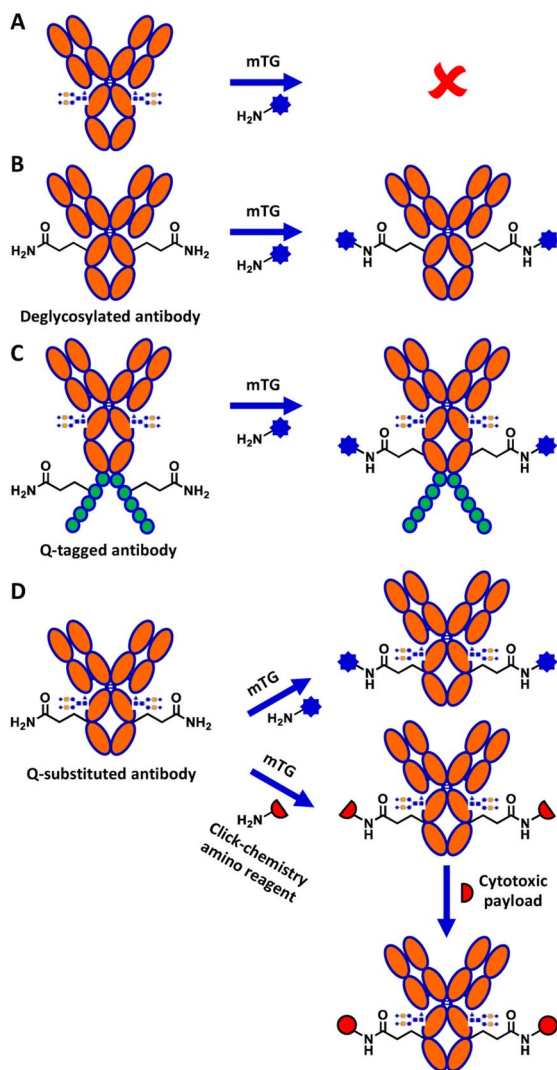 A
mTG
H₂N
B
O
H₂N
O
NH₂
mTG
H₂N
O
N
H
O
N
H
Deglycosylated antibody
C
mTG
H₂N
O
H₂N
O
NH₂
O
N
H
O
N
H
Q-tagged antibody
D
mTG
H₂N
O
N
H
O
N
H
O
H₂N
O
NH₂
Q-substituted antibody
mTG
H₂N
Click-chemistry
amino reagent
O
N
H
O
N
H
Cytotoxic
payload
O
N
H
O
N
H